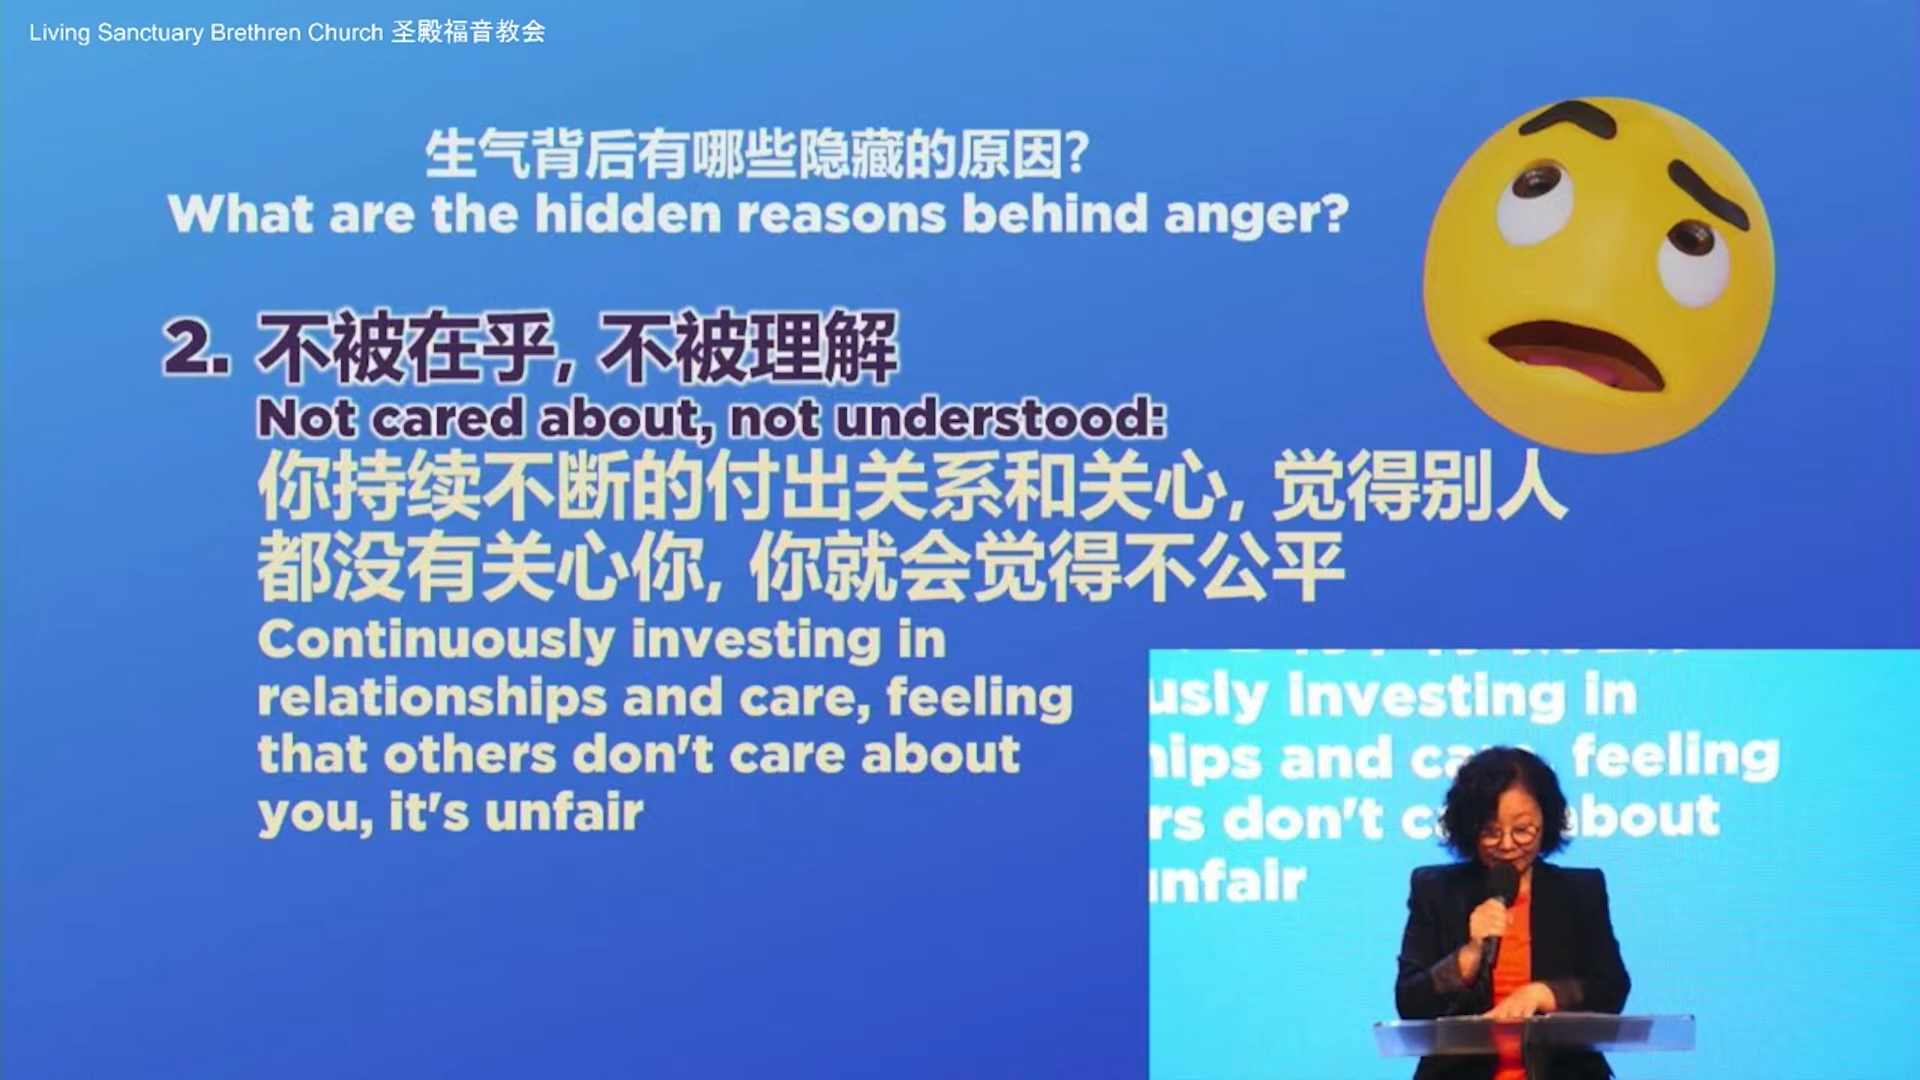 Living Sanctuary Brethren Church 圣殿福音教会
生气背后有哪些隐藏的原因?
What are the hidden reasons behind anger?
2. 不被在乎, 不被理解
Not cared about, not understood:
你持续不断的付出关系和关心, 觉得别人
都没有关心你, 你就会觉得不公平
Continuously investing in
relationships and care, feeling
that others don't care about
you, it's unfair
usly investing in
hips and care, feeling
rs don't care about
unfair